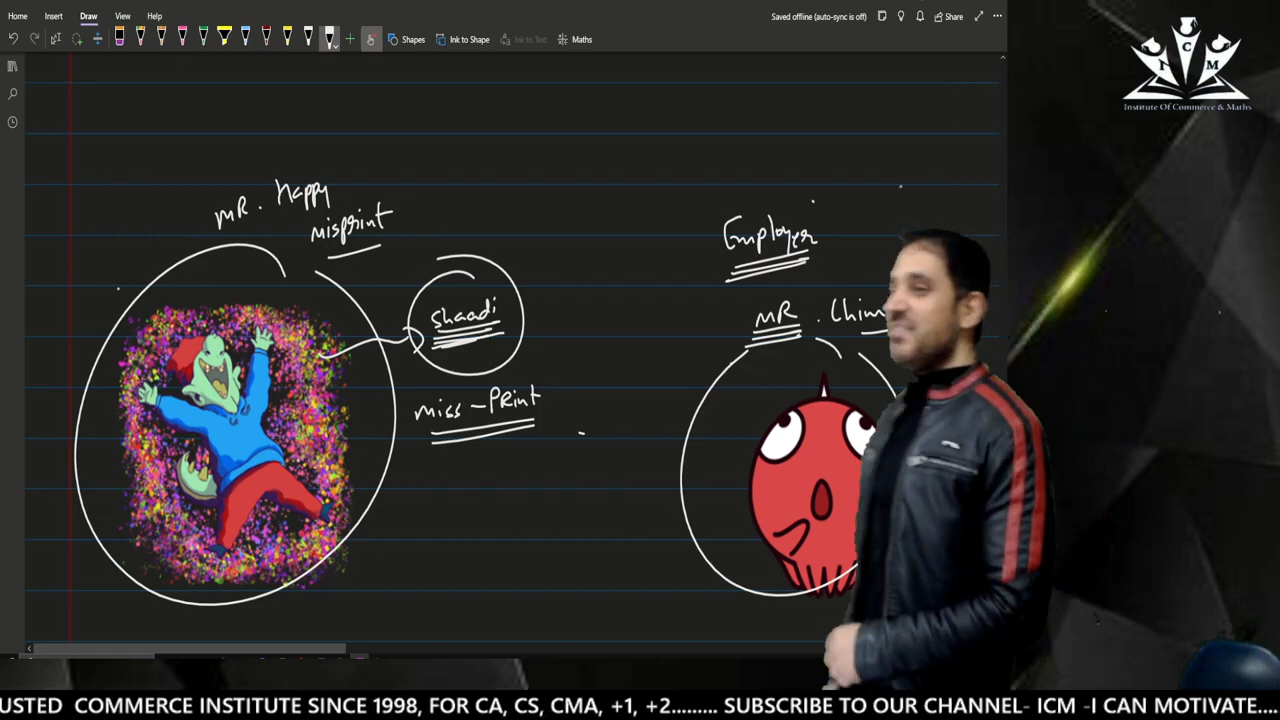 Home Insert Draw View Help
Saved offline (auto-sync is off)
Share
Shapes
Ink to Shape
Ink to Text
Maths
I C M
Institute Of Commerce & Maths
MR. Happy
misprint
Shaadi
miss-Print
Employer
MR.
USTED COMMERCE INSTITUTE SINCE 1998, FOR CA, CS, CMA, +1, +2......... SUBSCRIBE TO OUR CHANNEL- ICM -I CAN MOTIVATE....